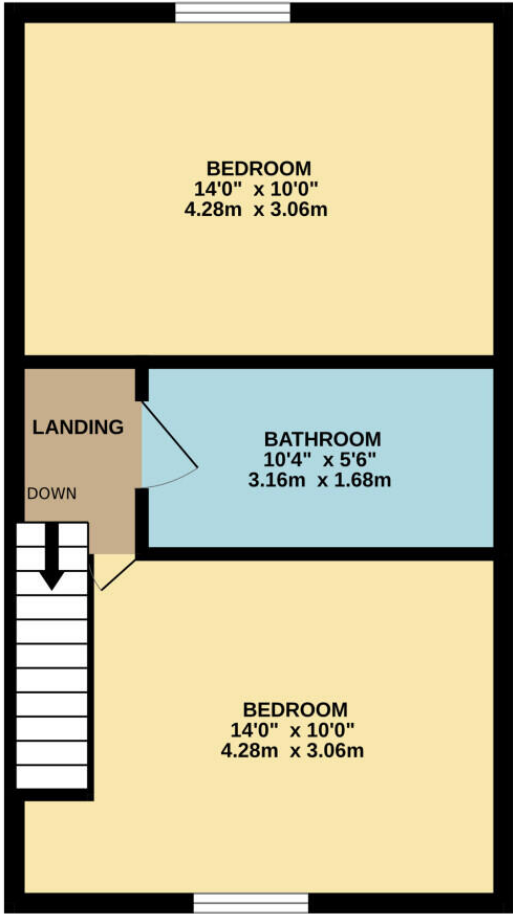 BEDROOM
14'0" x 10'0"
4.28m x 3.06m
LANDING
DOWN
BATHROOM
10'4" x 5'6"
3.16m x 1.68m
BEDROOM
14'0" x 10'0"
4.28m x 3.06m